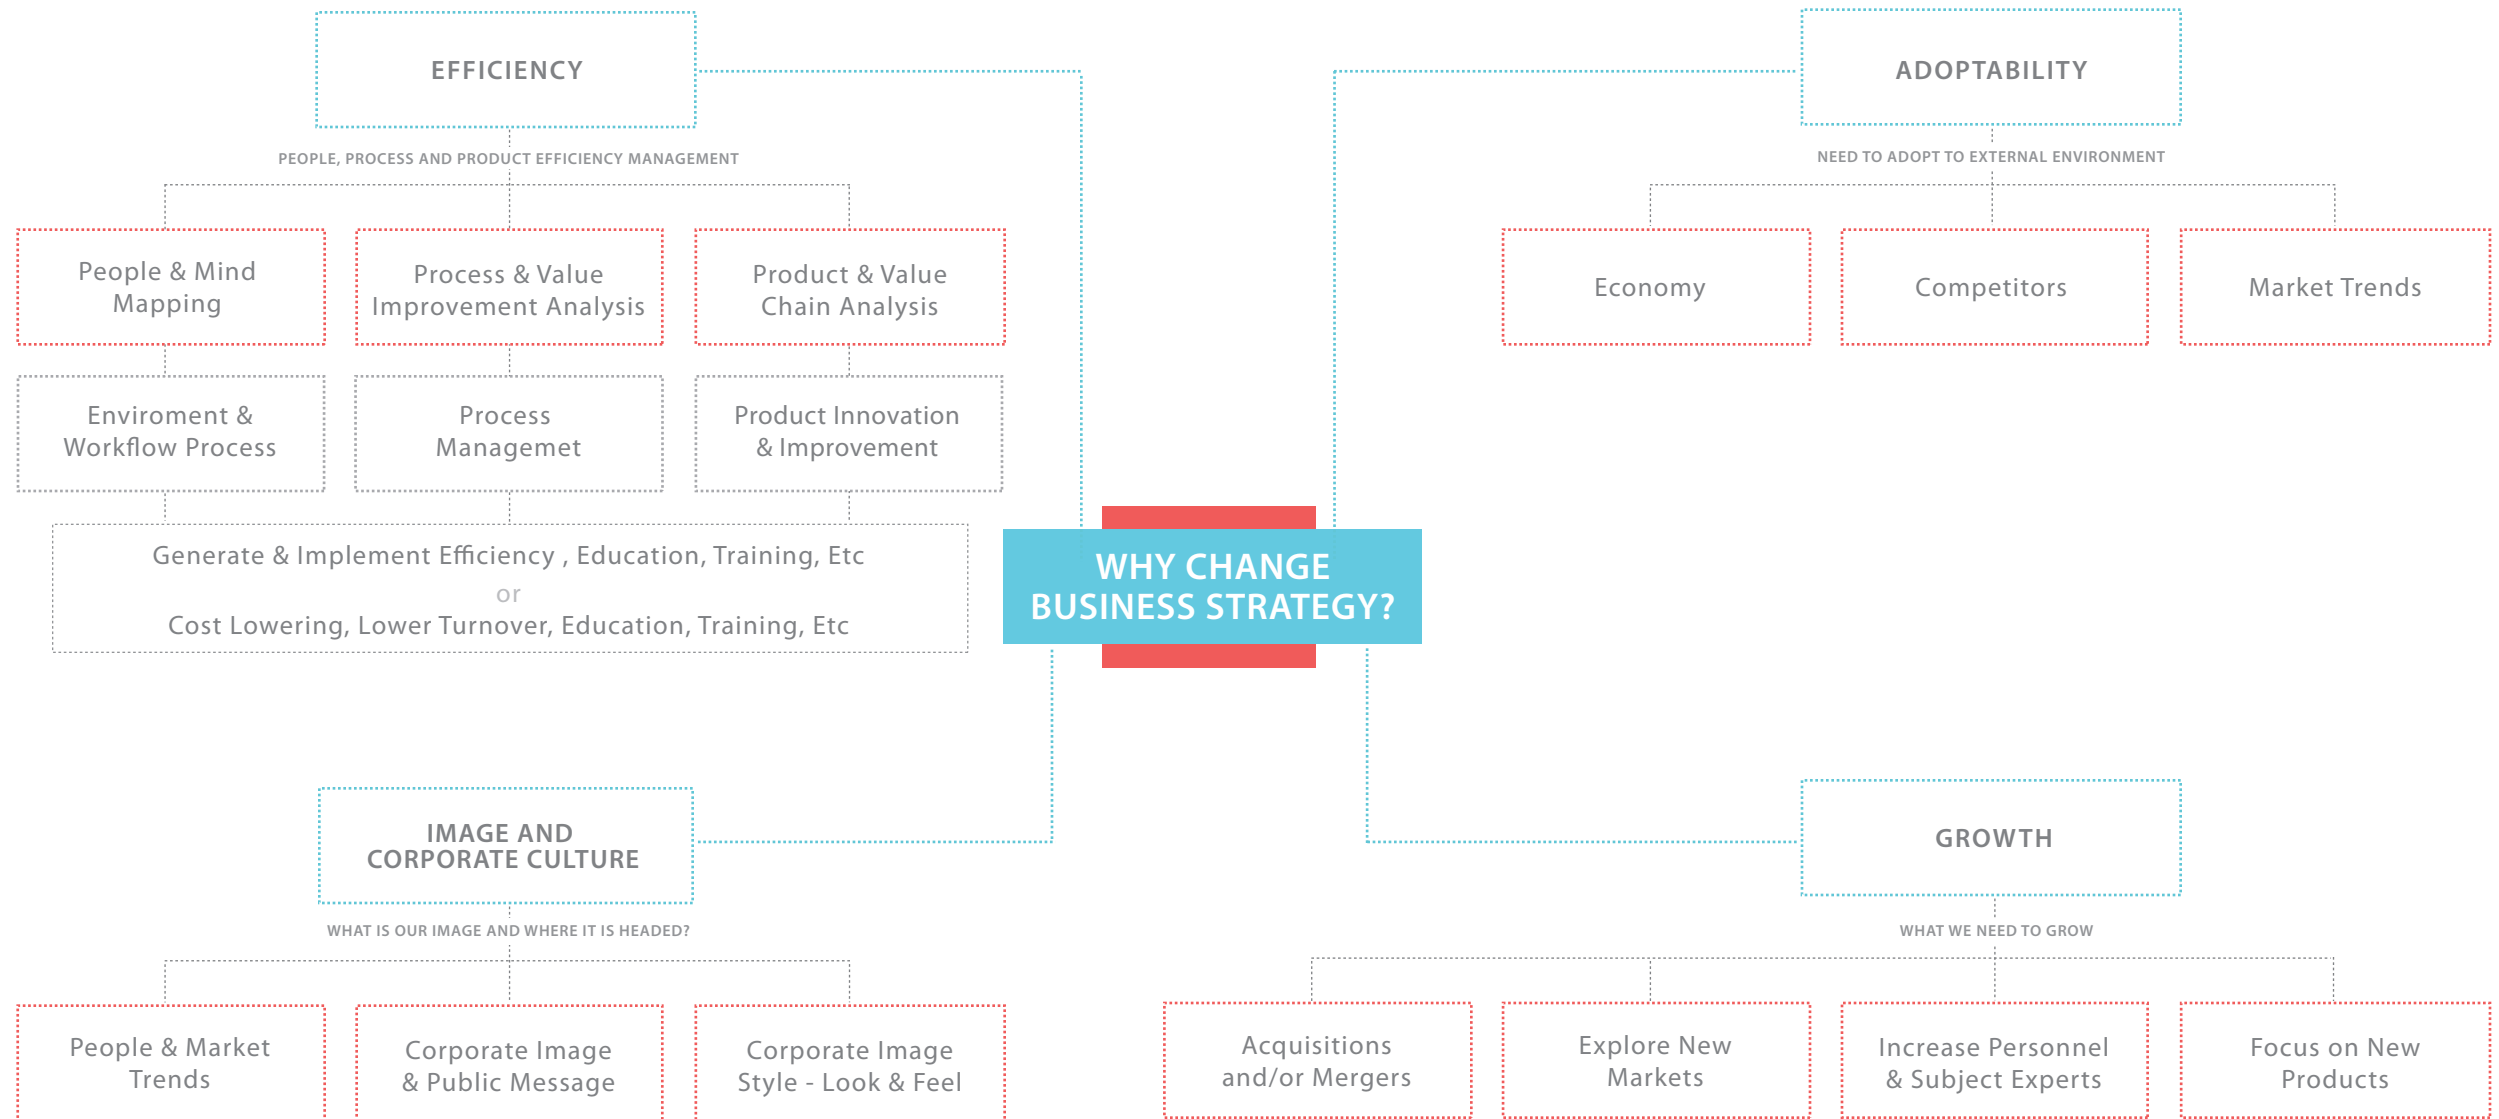 EFFICIENCY
PEOPLE, PROCESS AND PRODUCT EFFICIENCY MANAGEMENT
People & Mind
Mapping
Process & Value
Improvement Analysis
Product & Value
Chain Analysis
Enviroment &
Workflow Process
Process
Managemet
Product Innovation
& Improvement
Generate & Implement Efficiency , Education, Training, Etc
or
Cost Lowering, Lower Turnover, Education, Training, Etc
ADOPTABILITY
NEED TO ADOPT TO EXTERNAL ENVIRONMENT
Economy
Competitors
Market Trends
WHY CHANGE
BUSINESS STRATEGY?
IMAGE AND
CORPORATE CULTURE
WHAT IS OUR IMAGE AND WHERE IT IS HEADED?
People & Market
Trends
Corporate Image
& Public Message
Corporate Image
Style - Look & Feel
GROWTH
WHAT WE NEED TO GROW
Acquisitions
and/or Mergers
Explore New
Markets
Increase Personnel
& Subject Experts
Focus on New
Products